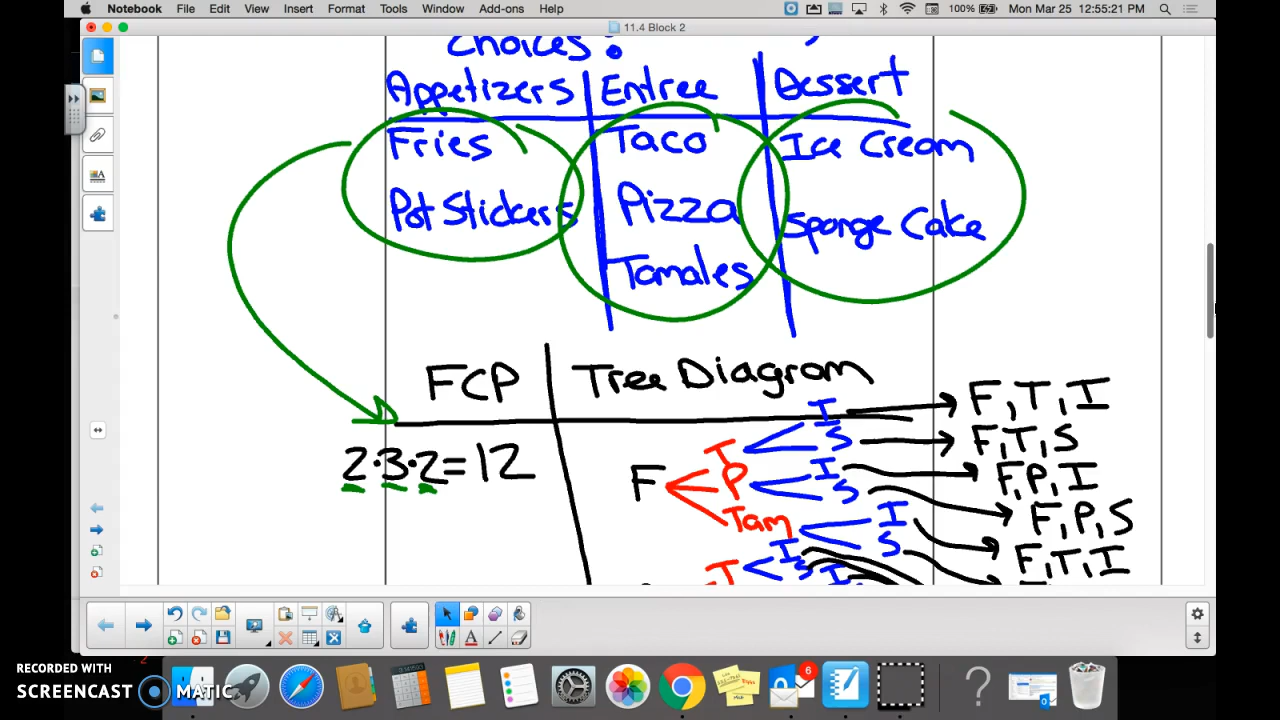 Notebook File Edit View Insert Format Tools Window Add-ons Help 100% Mon Mar 25 12:55:21 PM
11.4 Block 2
Choices?
Appetizers Entree Dessert
Fries Taco Ice Cream
Pot Stickers Pizza Sponge Cake
Tamales
FCP Tree Diagram
2·3·2=12
I F,T,I
T S F,T,S
F P I F,P,I
S F,P,S
Tam I F,T,I
S
I
T S I
RECORDED WITH
SCREENCAST MATIC
2
6